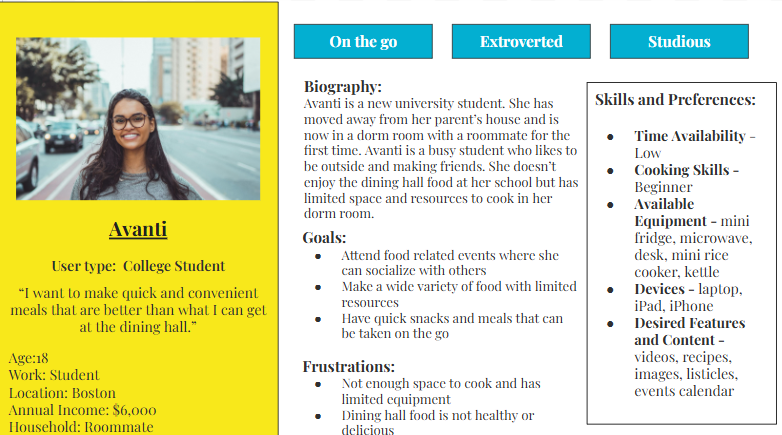 On the go
Extroverted
Studious
Avanti
User type: College Student
“I want to make quick and convenient
meals that are better than what I can get
at the dining hall.”
Age:18
Work: Student
Location: Boston
Annual Income: $6,000
Household: Roommate
Biography:
Avanti is a new university student. She has
moved away from her parent's house and is
now in a dorm room with a roommate for the
first time. Avanti is a busy student who likes to
be outside and making friends. She doesn't
enjoy the dining hall food at her school but has
limited space and resources to cook in her
dorm room.
Goals:
● Attend food related events where she
can socialize with others
● Make a wide variety of food with limited
resources
● Have quick snacks and meals that can
be taken on the go
Frustrations:
● Not enough space to cook and has
limited equipment
● Dining hall food is not healthy or
delicious
Skills and Preferences:
● Time Availability -
Low
● Cooking Skills -
Beginner
● Available
Equipment - mini
fridge, microwave,
desk, mini rice
cooker, kettle
● Devices - laptop,
iPad, iPhone
● Desired Features
and Content -
videos, recipes,
images, listicles,
events calendar